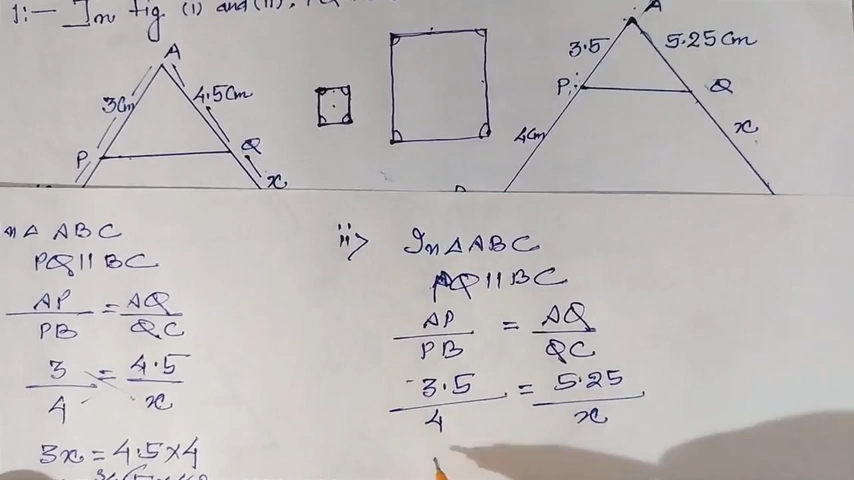 1:- In fig (i) and (ii),
A
3cm
4.5cm
P
Q
x
A
3.5
5.25cm
P
Q
4cm
x
In Δ ABC
PQ||BC
AP/PB = AQ/QC
3/4 = 4.5/x
3x = 4.5×4
ii> In Δ ABC
PQ||BC
AP/PB = AQ/QC
3.5/4 = 5.25/x